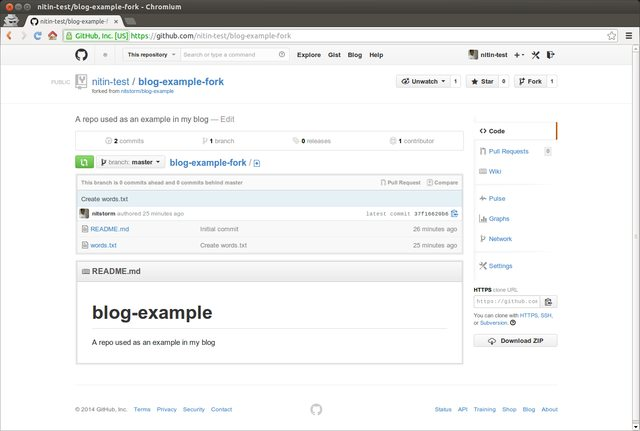 nitin-test/blog-example-fork - Chromium
nitin-test/blog-example-f
GitHub, Inc. [US] https://github.com/nitin-test/blog-example-fork
This repository Search or type a command Explore Gist Blog Help nitin-test
PUBLIC nitin-test / blog-example-fork Unwatch 1 Star 0 Fork 1
forked from nitstorm/blog-example
A repo used as an example in my blog — Edit
2 commits 1 branch 0 releases 1 contributor
branch: master blog-example-fork /
This branch is 0 commits ahead and 0 commits behind master Pull Request Compare
Create words.txt
nitstorm authored 25 minutes ago latest commit 37f16620b6
README.md Initial commit 26 minutes ago
words.txt Create words.txt 25 minutes ago
README.md
blog-example
A repo used as an example in my blog
Code
Pull Requests 0
Wiki
Pulse
Graphs
Network
Settings
HTTPS clone URL
https://github.com
You can clone with HTTPS, SSH,
or Subversion.
Download ZIP
© 2014 GitHub, Inc. Terms Privacy Security Contact Status API Training Shop Blog About